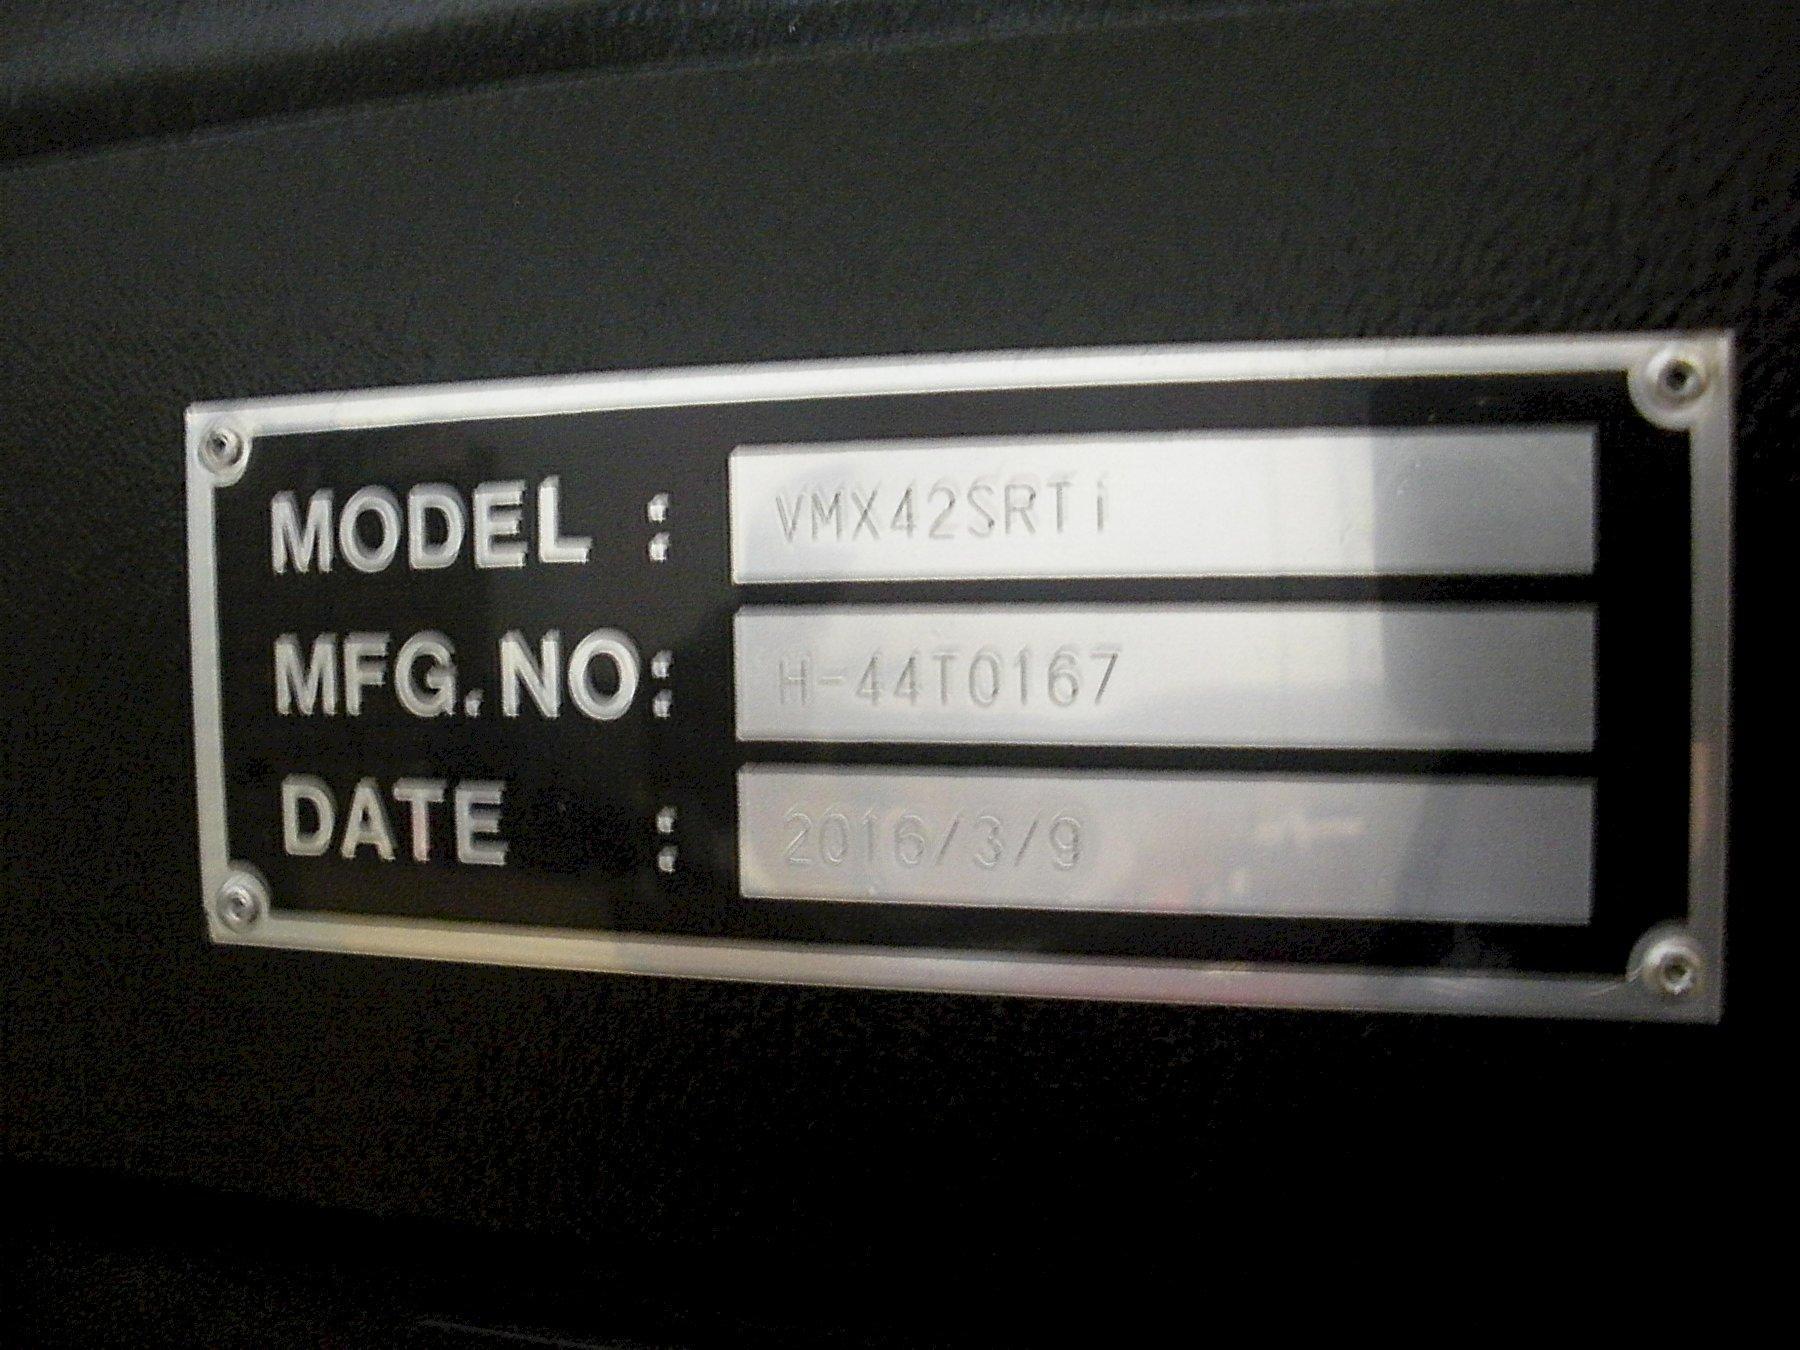 MODEL : VMX42SRTi
MFG.NO: H-44T0167
DATE : 2016/3/9